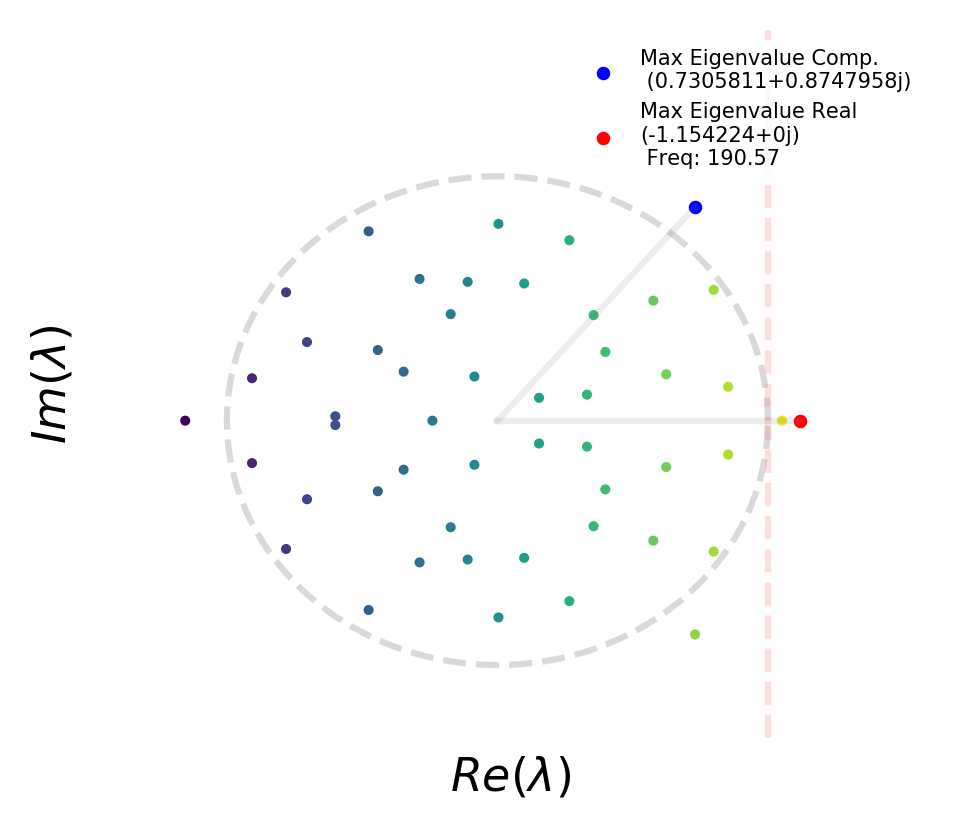 Max Eigenvalue Comp.
(0.7305811+0.8747958j)
Max Eigenvalue Real
(-1.154224+0j)
Freq: 190.57
Im(λ)
Re(λ)